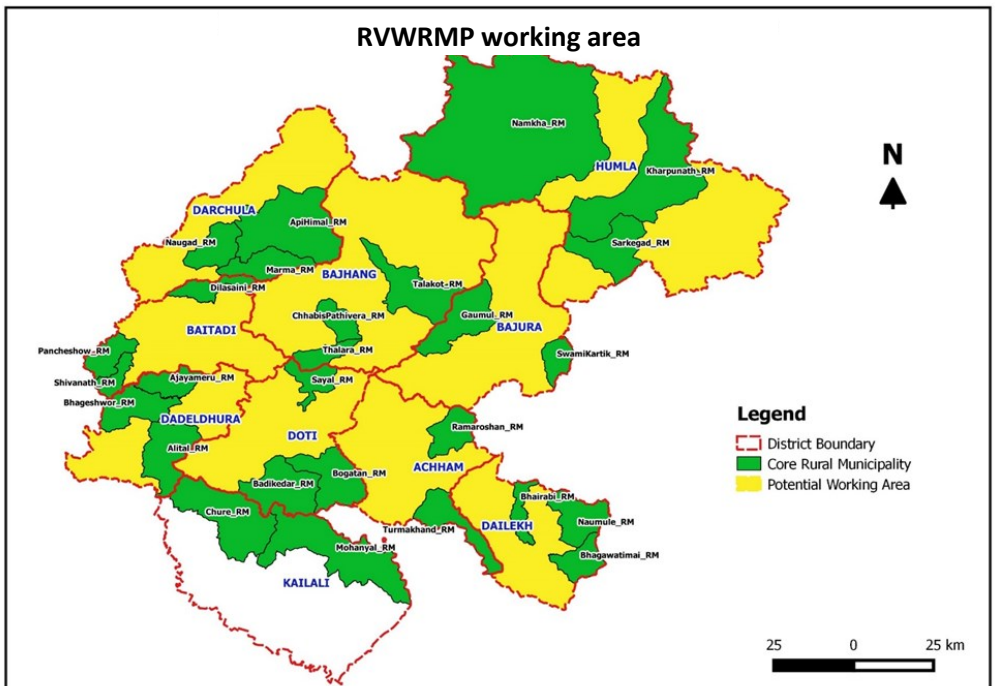 RVWRMP working area
Namkha_RM
N
HUMLA
Kharpunath_RM
DARCHULA
ApiHimal_RM
Naugad_RM
Sarkegad_RM
Marma_RM
BAJHANG
Talakot_RM
Dilasaini_RM
ChhabisPathivera_RM
Gaumul_RM
BAJURA
BAITADI
Pancheshow_RM
Thalara_RM
SwamiKartik_RM
Shivanath_RM
Ajayameru_RM
Sayal_RM
Bhageshwor_RM
DADELDHURA
Legend
District Boundary
Core Rural Municipality
Potential Working Area
Ramaroshan_RM
DOTI
Alital_RM
ACHHAM
Bogatan_RM
Badikedar_RM
Bhairabi_RM
Chure_RM
Turmakhand_RM
DAILEKH
Naumule_RM
Mohanyal_RM
Bhagawatimai_RM
KAILALI
25 0 25 km